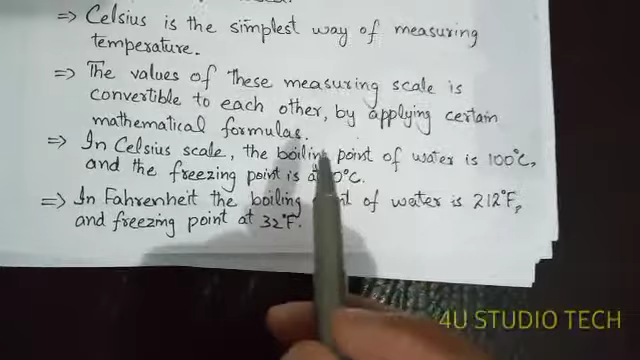 => Celsius is the simplest way of measuring
temperature.
=> The values of these measuring scale is
convertible to each other, by applying certain
mathematical formulas.
=> In Celsius scale, the boiling point of water is 100°C,
and the freezing point is at 0°C.
=> In Fahrenheit the boiling of water is 212°F,
and freezing point at 32°F.
4U STUDIO TECH